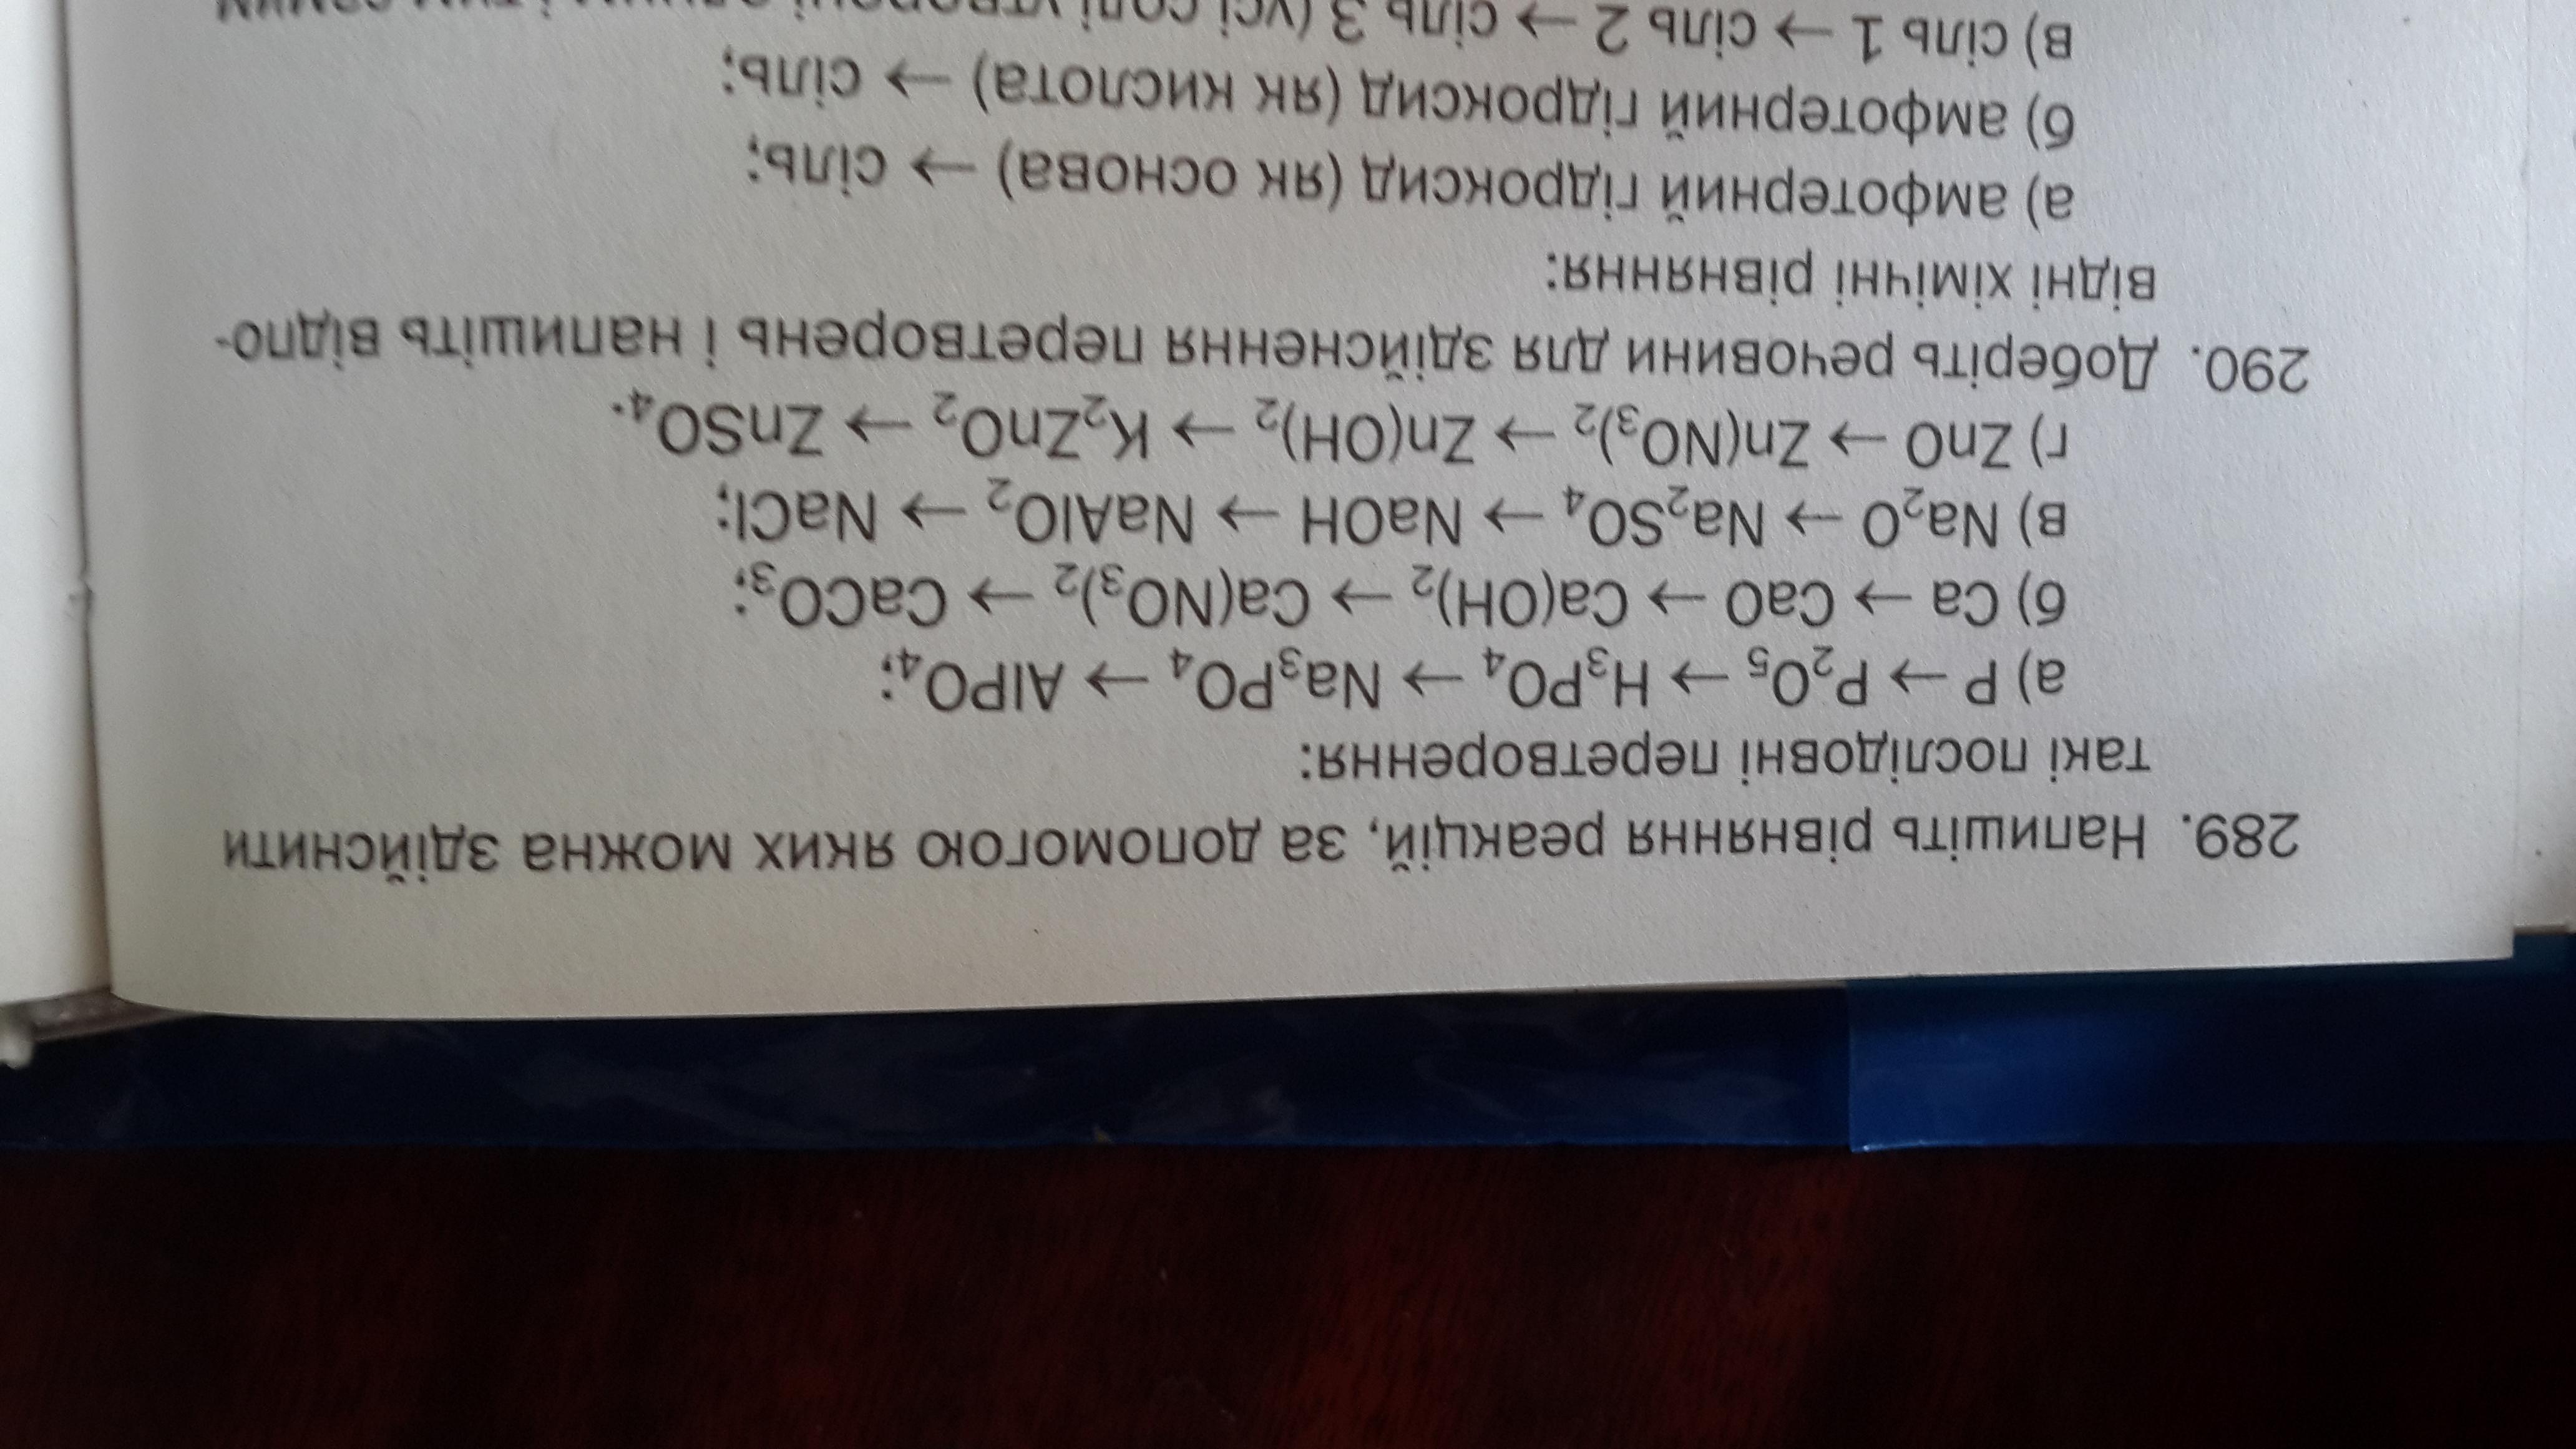 289. Напишіть рівняння реакцій, за допомогою яких можна здійснити
такі послідовні перетворення:
а) P → P₂O₅ → H₃PO₄ → Na₃PO₄ → AlPO₄;
б) Ca → CaO → Ca(OH)₂ → Ca(NO₃)₂ → CaCO₃;
в) Na₂O → Na₂SO₄ → NaOH → NaAlO₂ → NaCl;
г) ZnO → Zn(NO₃)₂ → Zn(OH)₂ → K₂ZnO₂ → ZnSO₄.
290. Доберіть речовини для здійснення перетворень і напишіть відпо-
відні хімічні рівняння:
а) амфотерний гідроксид (як основа) → сіль;
б) амфотерний гідроксид (як кислота) → сіль;
в) сіль 1 → сіль 2 → сіль 3 (усі солі